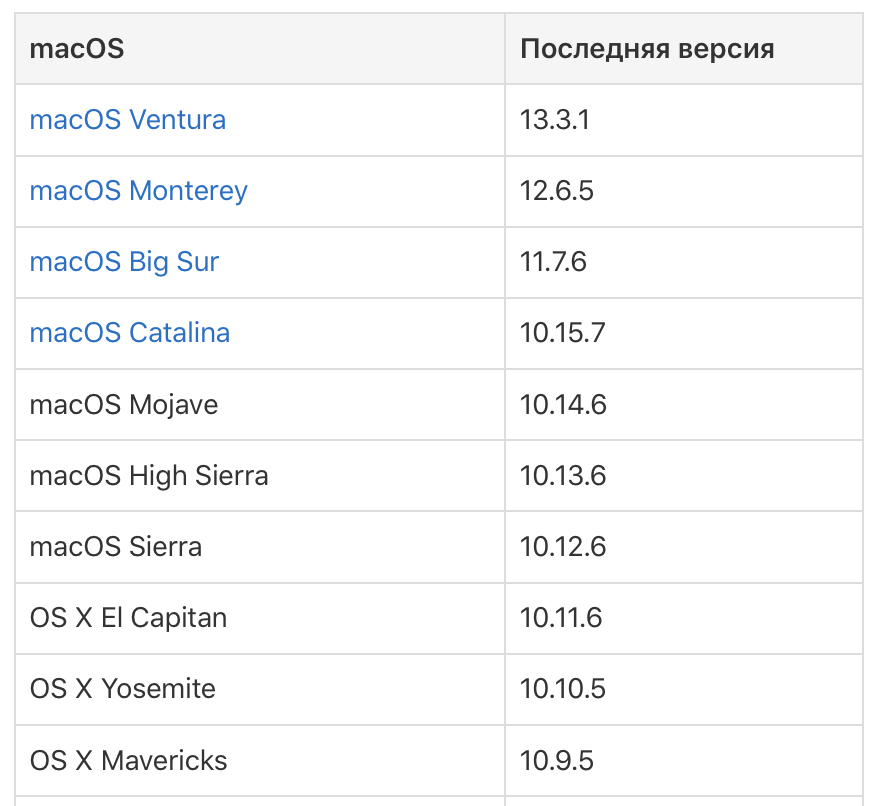 macOS Последняя версия
macOS Ventura 13.3.1
macOS Monterey 12.6.5
macOS Big Sur 11.7.6
macOS Catalina 10.15.7
macOS Mojave 10.14.6
macOS High Sierra 10.13.6
macOS Sierra 10.12.6
OS X El Capitan 10.11.6
OS X Yosemite 10.10.5
OS X Mavericks 10.9.5